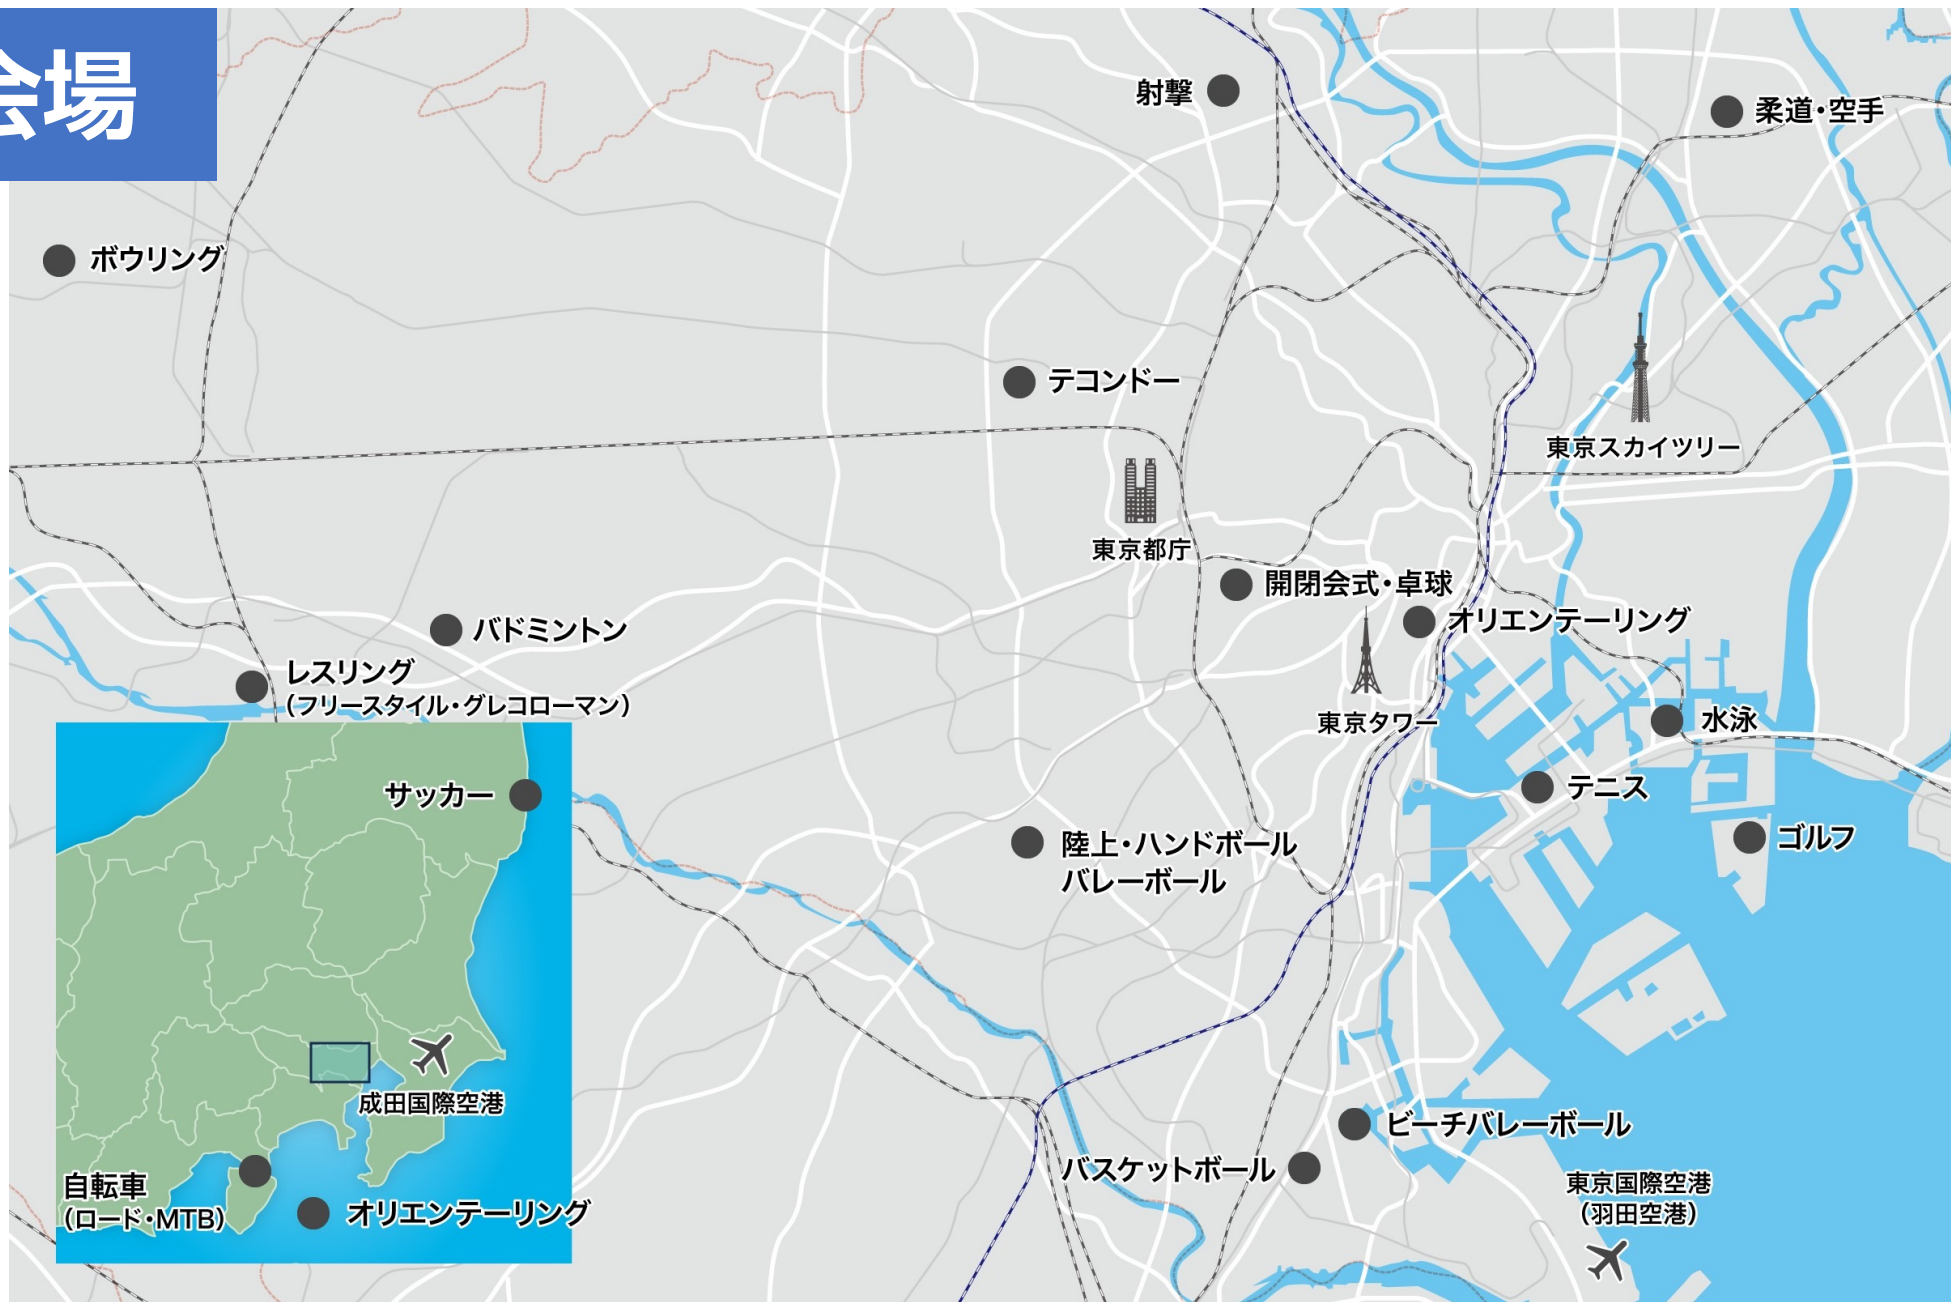 会場
射撃
柔道・空手
ボウリング
テコンドー
東京スカイツリー
東京都庁
開閉会式・卓球
オリエンテーリング
バドミントン
レスリング
（フリースタイル・グレコローマン）
東京タワー
水泳
テニス
サッカー
ゴルフ
陸上・ハンドボール
バレーボール
成田国際空港
ビーチバレーボール
バスケットボール
自転車
（ロード・MTB）
オリエンテーリング
東京国際空港
（羽田空港）